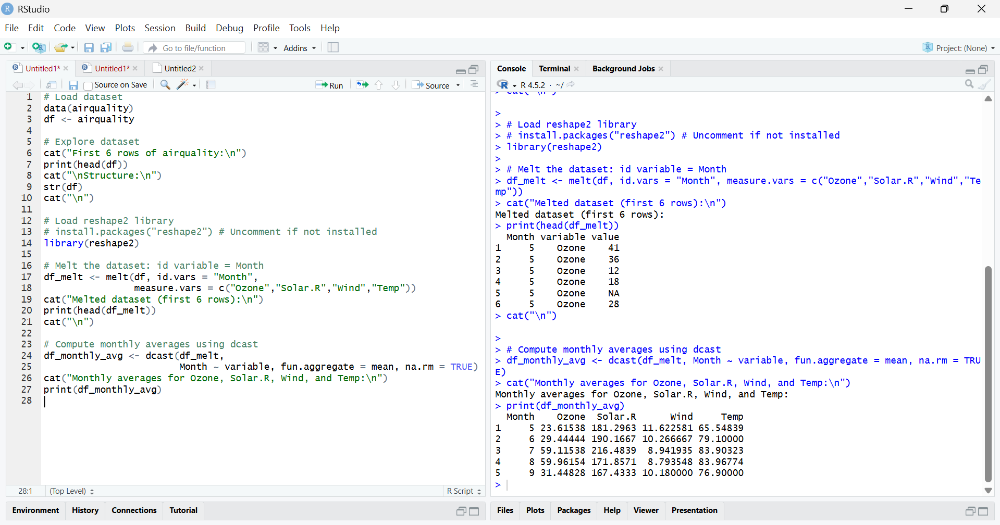 RStudio
File Edit Code View Plots Session Build Debug Profile Tools Help
Go to file/function Addins Project: (None)
Untitled1* Untitled1* Untitled2
Source on Save Run Source
1 # Load dataset
2 data(airquality)
3 df <- airquality
4
5 # Explore dataset
6 cat("First 6 rows of airquality:\n")
7 print(head(df))
8 cat("\nStructure:\n")
9 str(df)
10 cat("\n")
11
12 # Load reshape2 library
13 # install.packages("reshape2") # Uncomment if not installed
14 library(reshape2)
15
16 # Melt the dataset: id variable = Month
17 df_melt <- melt(df, id.vars = "Month",
18                 measure.vars = c("Ozone","Solar.R","Wind","Temp"))
19 cat("Melted dataset (first 6 rows):\n")
20 print(head(df_melt))
21 cat("\n")
22
23 # Compute monthly averages using dcast
24 df_monthly_avg <- dcast(df_melt,
25                         Month ~ variable, fun.aggregate = mean, na.rm = TRUE)
26 cat("Monthly averages for Ozone, Solar.R, Wind, and Temp:\n")
27 print(df_monthly_avg)
28
28:1 (Top Level) R Script
Environment History Connections Tutorial
Console Terminal Background Jobs
R 4.5.2 · ~/
>
> # Load reshape2 library
> # install.packages("reshape2") # Uncomment if not installed
> library(reshape2)
>
> # Melt the dataset: id variable = Month
> df_melt <- melt(df, id.vars = "Month", measure.vars = c("Ozone","Solar.R","Wind","Te
mp"))
> cat("Melted dataset (first 6 rows):\n")
Melted dataset (first 6 rows):
> print(head(df_melt))
  Month variable value
1     5    Ozone    41
2     5    Ozone    36
3     5    Ozone    12
4     5    Ozone    18
5     5    Ozone    NA
6     5    Ozone    28
> cat("\n")
>
> # Compute monthly averages using dcast
> df_monthly_avg <- dcast(df_melt, Month ~ variable, fun.aggregate = mean, na.rm = TRU
E)
> cat("Monthly averages for Ozone, Solar.R, Wind, and Temp:\n")
Monthly averages for Ozone, Solar.R, Wind, and Temp:
> print(df_monthly_avg)
  Month    Ozone  Solar.R      Wind     Temp
1     5 23.61538 181.2963 11.622581 65.54839
2     6 29.44444 190.1667 10.266667 79.10000
3     7 59.11538 216.4839  8.941935 83.90323
4     8 59.96154 171.8571  8.793548 83.96774
5     9 31.44828 167.4333 10.180000 76.90000
>
Files Plots Packages Help Viewer Presentation